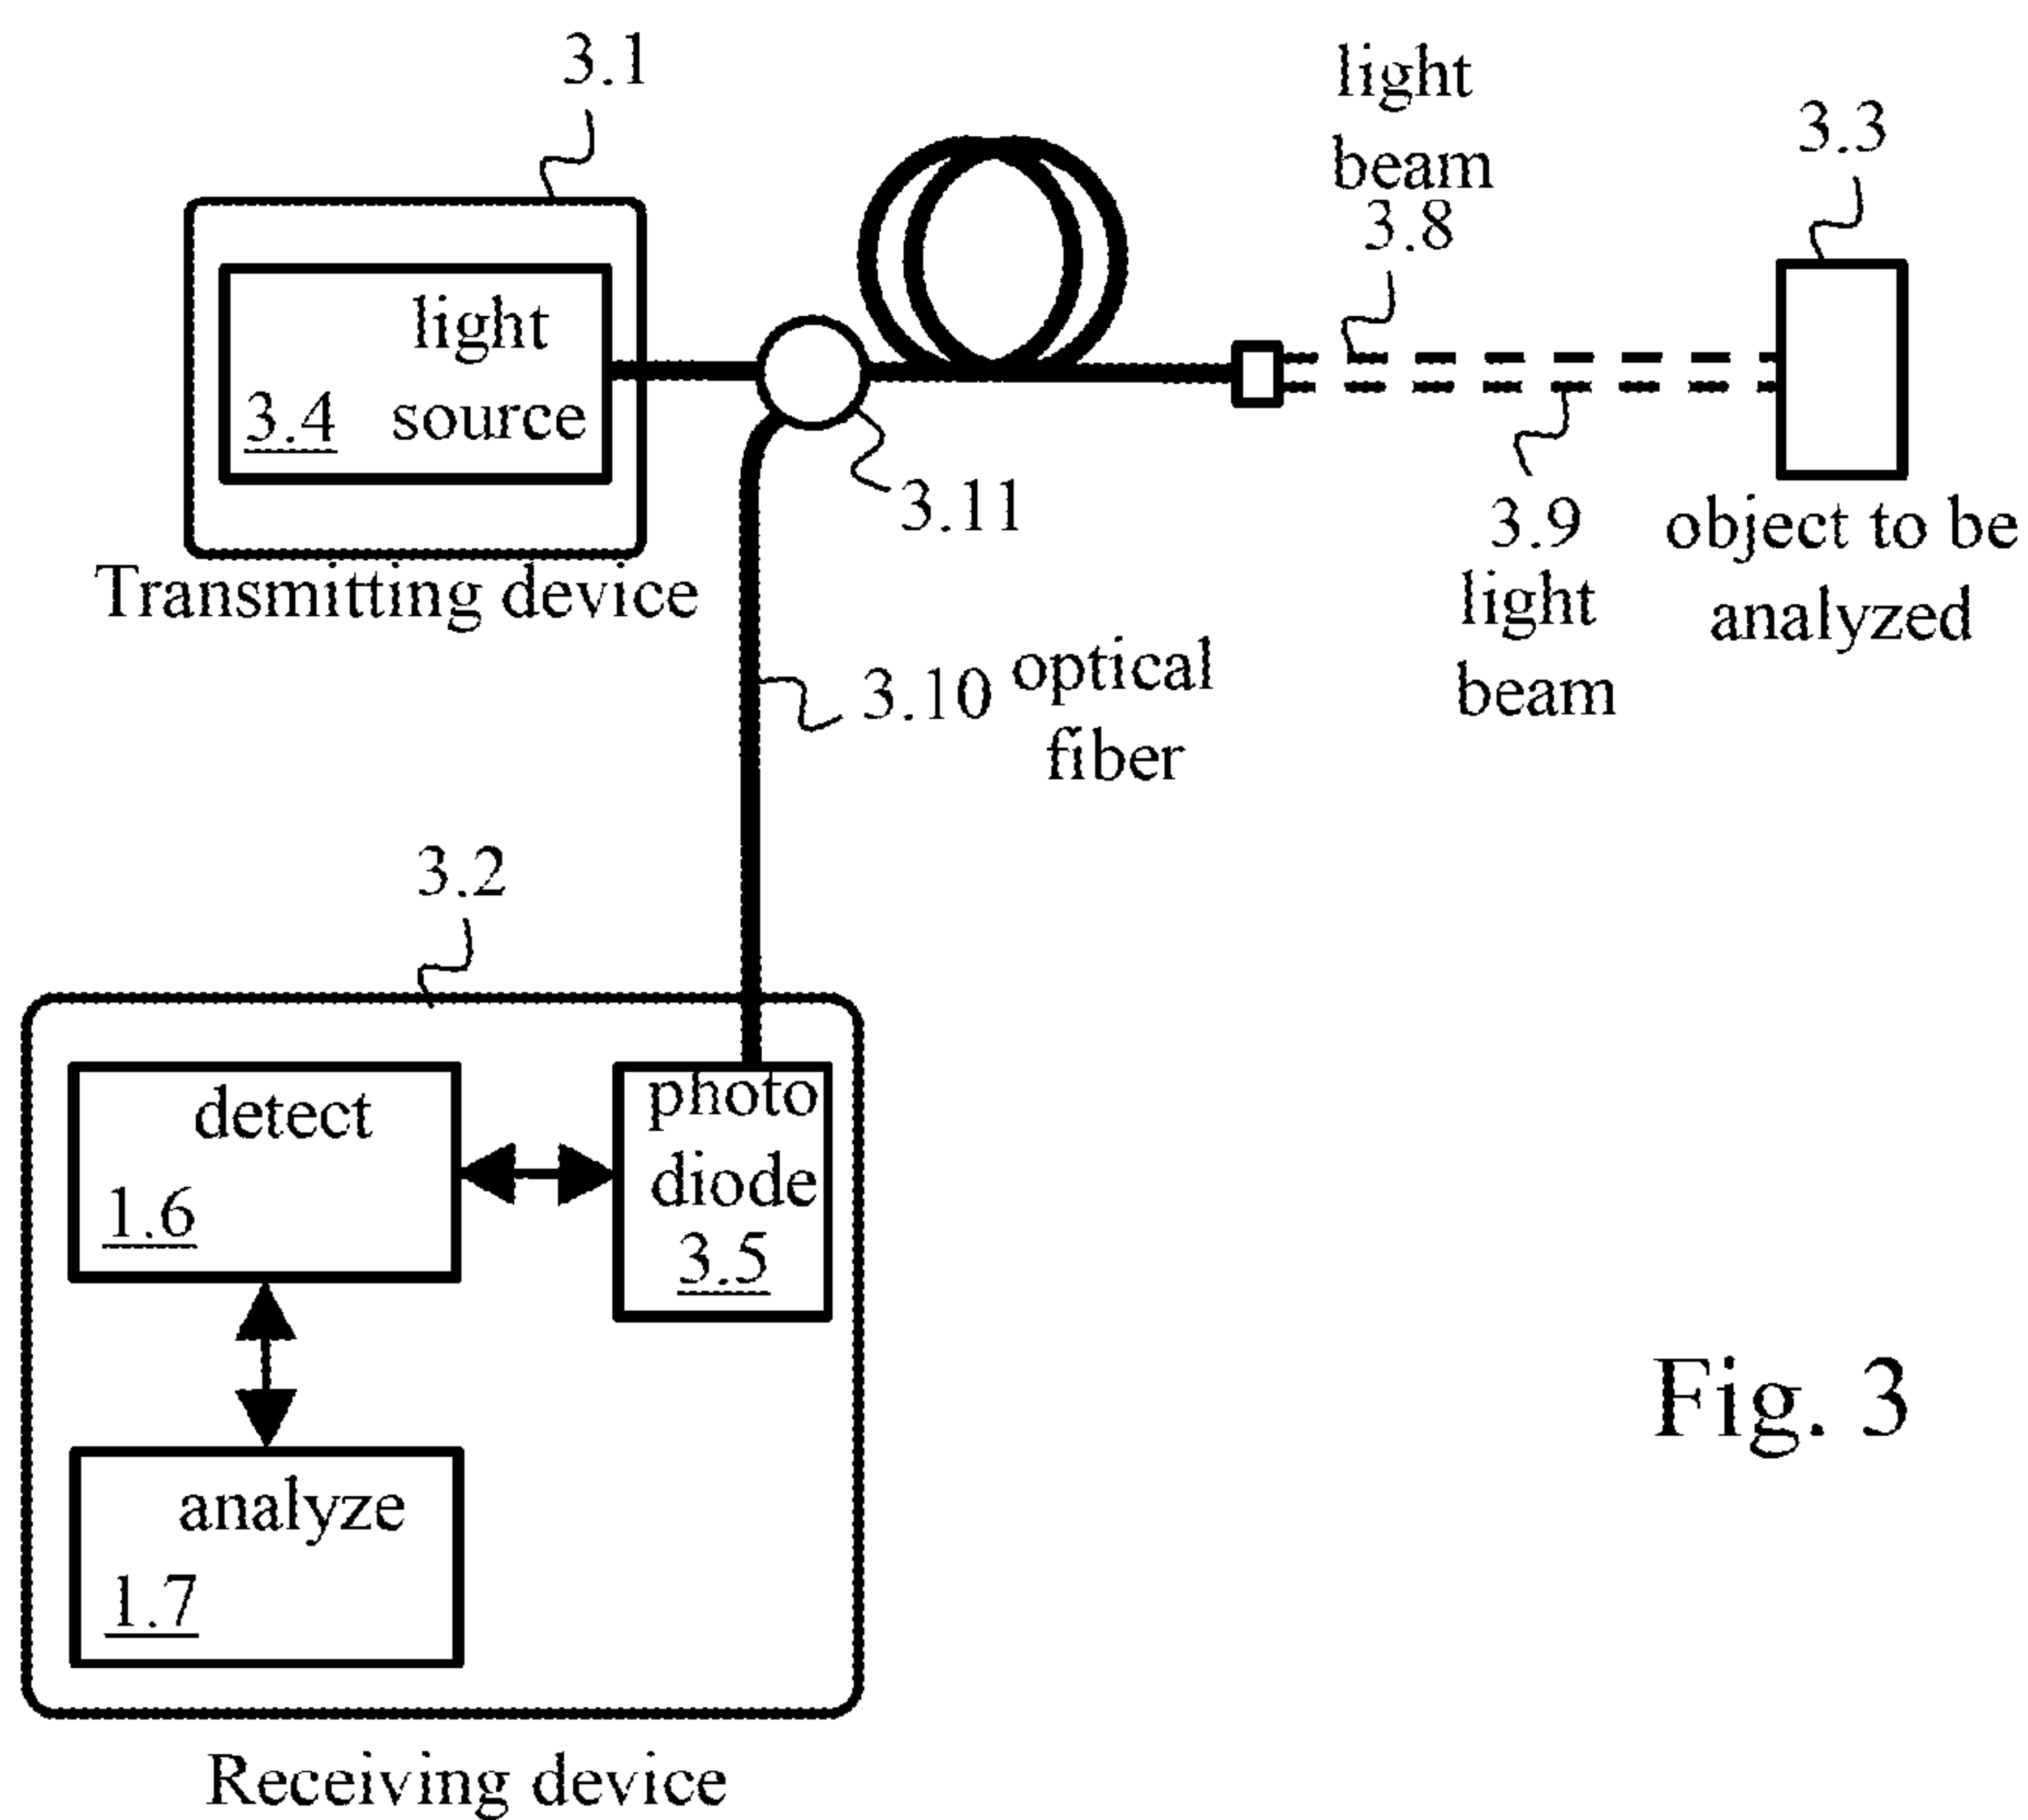 3.1
light
beam
3.8
3.3
light
source
3.4
Transmitting device
3.11
3.9
light
beam
object to be
analyzed
3.10
optical
fiber
3.2
detect
1.6
photo
diode
3.5
analyze
1.7
Receiving device
Fig. 3